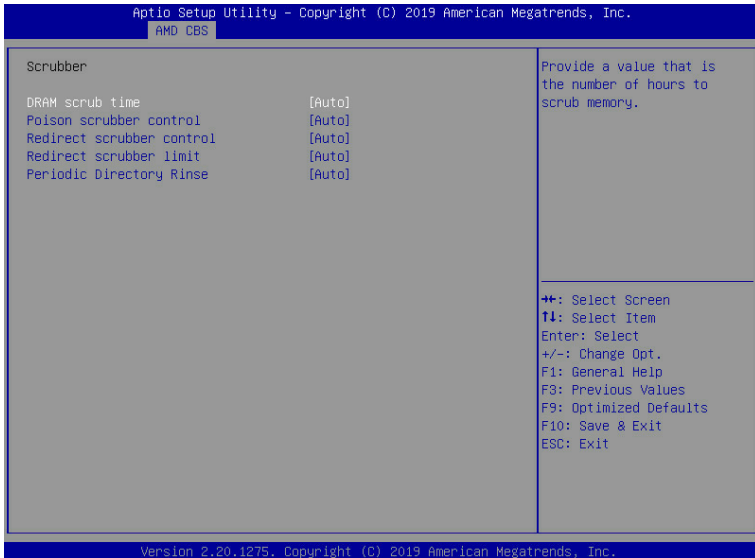 Aptio Setup Utility – Copyright (C) 2019 American Megatrends, Inc.
AMD CBS
Scrubber
DRAM scrub time [Auto]
Poison scrubber control [Auto]
Redirect scrubber control [Auto]
Redirect scrubber limit [Auto]
Periodic Directory Rinse [Auto]
Provide a value that is
the number of hours to
scrub memory.
→←: Select Screen
↑↓: Select Item
Enter: Select
+/-: Change Opt.
F1: General Help
F3: Previous Values
F9: Optimized Defaults
F10: Save & Exit
ESC: Exit
Version 2.20.1275. Copyright (C) 2019 American Megatrends, Inc.